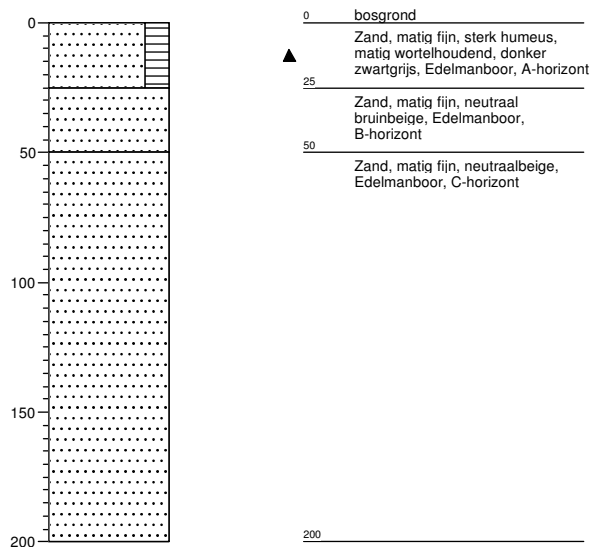 0
50
100
150
200
0 bosgrond
Zand, matig fijn, sterk humeus,
matig wortelhoudend, donker
zwartgrijs, Edelmanboor, A-horizont
25
Zand, matig fijn, neutraal
bruinbeige, Edelmanboor,
B-horizont
50
Zand, matig fijn, neutraalbeige,
Edelmanboor, C-horizont
200